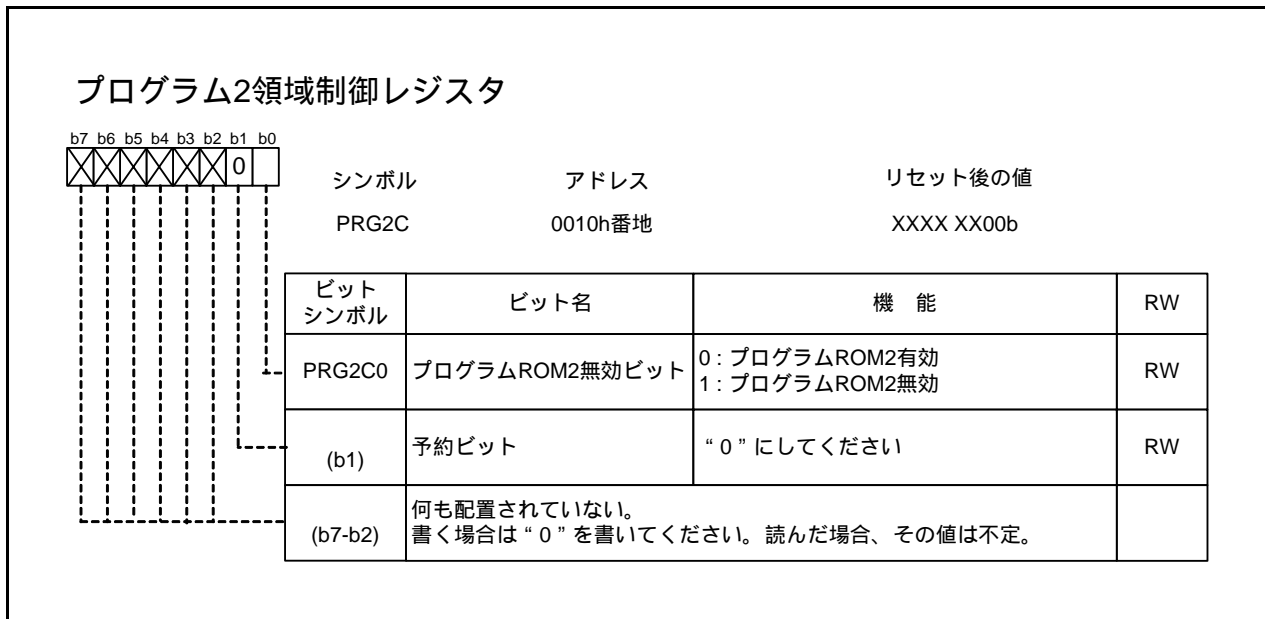 プログラム2領域制御レジスタ
b7 b6 b5 b4 b3 b2 b1 b0
0
シンボル アドレス リセット後の値
PRG2C 0010h番地 XXXX XX00b
ビット
シンボル
ビット名
機 能
RW
PRG2C0
プログラムROM2無効ビット
0 : プログラムROM2有効
1 : プログラムROM2無効
RW
(b1)
予約ビット
“ 0 ” にしてください
RW
(b7-b2)
何も配置されていない。
書く場合は “ 0 ” を書いてください。読んだ場合、その値は不定。